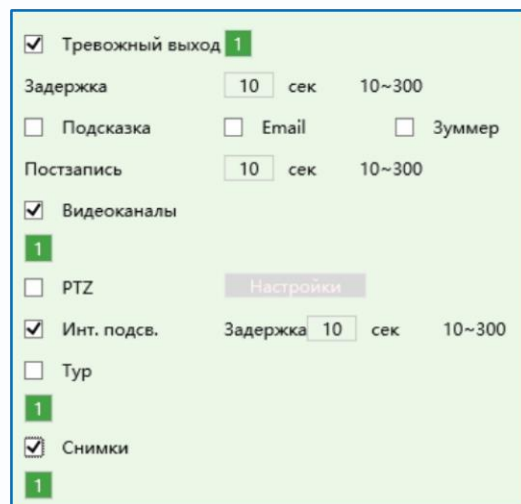 Тревожный выход 1
Задержка 10 сек 10~300
Подсказка Email Зуммер
Постзапись 10 сек 10~300
Видеоканалы
1
PTZ Настройки
Инт. подсв. Задержка 10 сек 10~300
Тур
1
Снимки
1